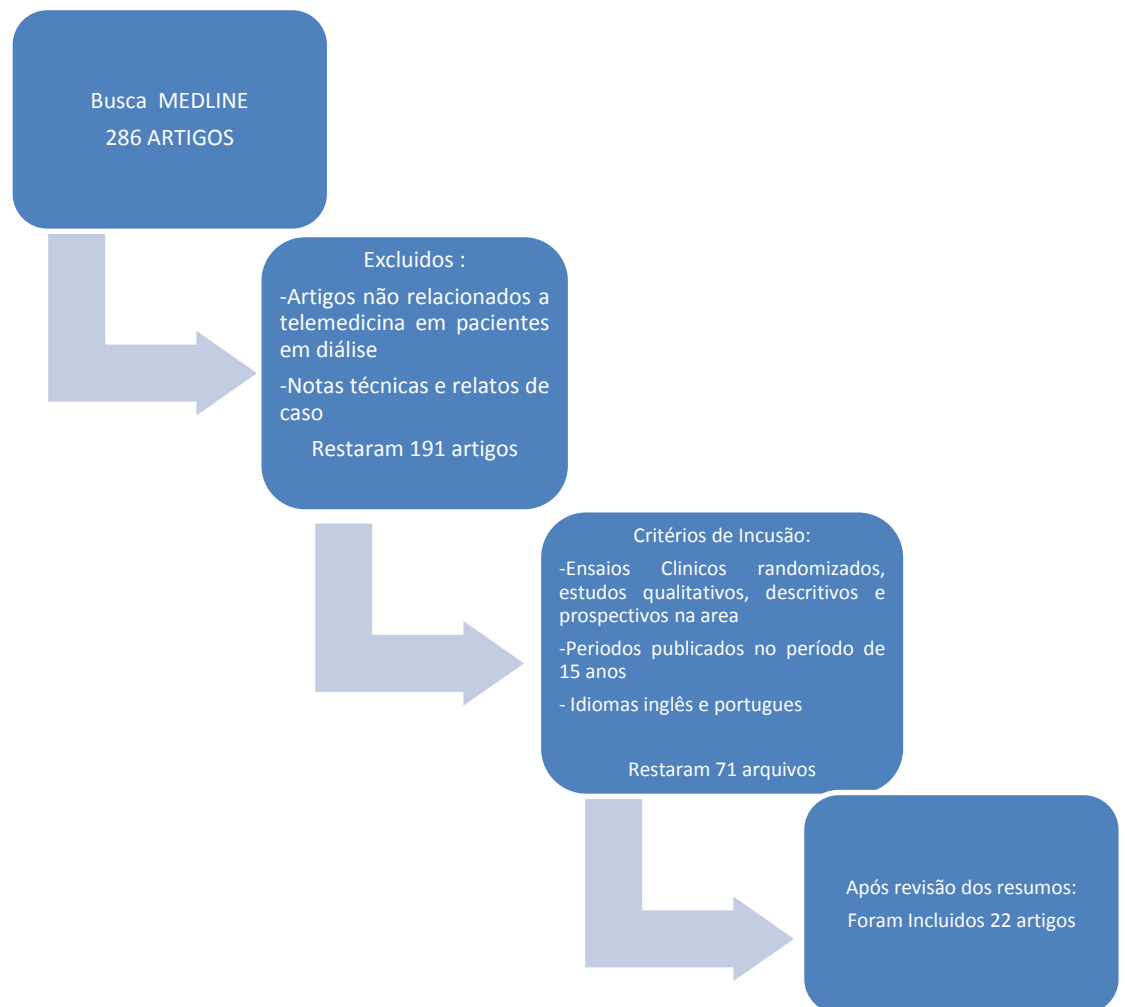 Busca MEDLINE
286 ARTIGOS
Excluidos :
-Artigos não relacionados a
telemedicina em pacientes
em diálise
-Notas técnicas e relatos de
caso
Restaram 191 artigos
Critérios de Incusão:
-Ensaios Clinicos randomizados,
estudos qualitativos, descritivos e
prospectivos na area
-Periodos publicados no período de
15 anos
- Idiomas inglês e portugues
Restaram 71 arquivos
Após revisão dos resumos:
Foram Incluidos 22 artigos